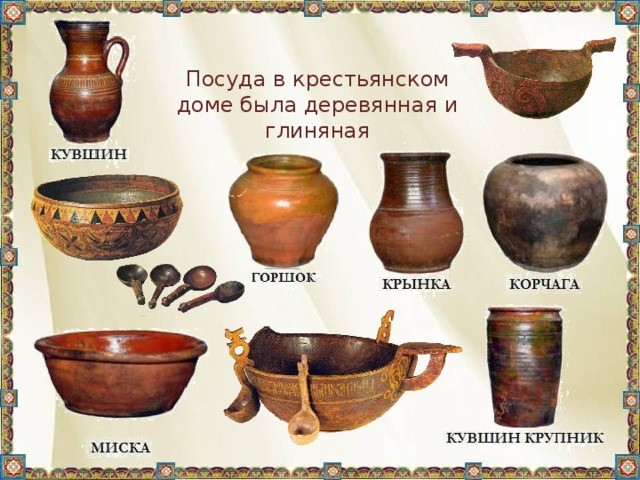 Посуда в крестьянском
доме была деревянная и
глиняная
КУВШИН
ГОРШОК
КРЫНКА
КОРЧАГА
МИСКА
КУВШИН КРУПНИК